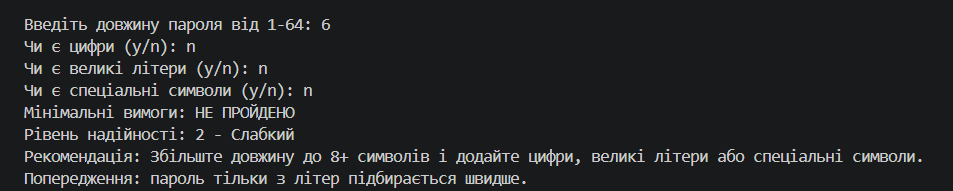 Введіть довжину пароля від 1-64: 6
Чи є цифри (y/n): n
Чи є великі літери (y/n): n
Чи є спеціальні символи (y/n): n
Мінімальні вимоги: НЕ ПРОЙДЕНО
Рівень надійності: 2 - Слабкий
Рекомендація: Збільште довжину до 8+ символів і додайте цифри, великі літери або спеціальні символи.
Попередження: пароль тільки з літер підбирається швидше.